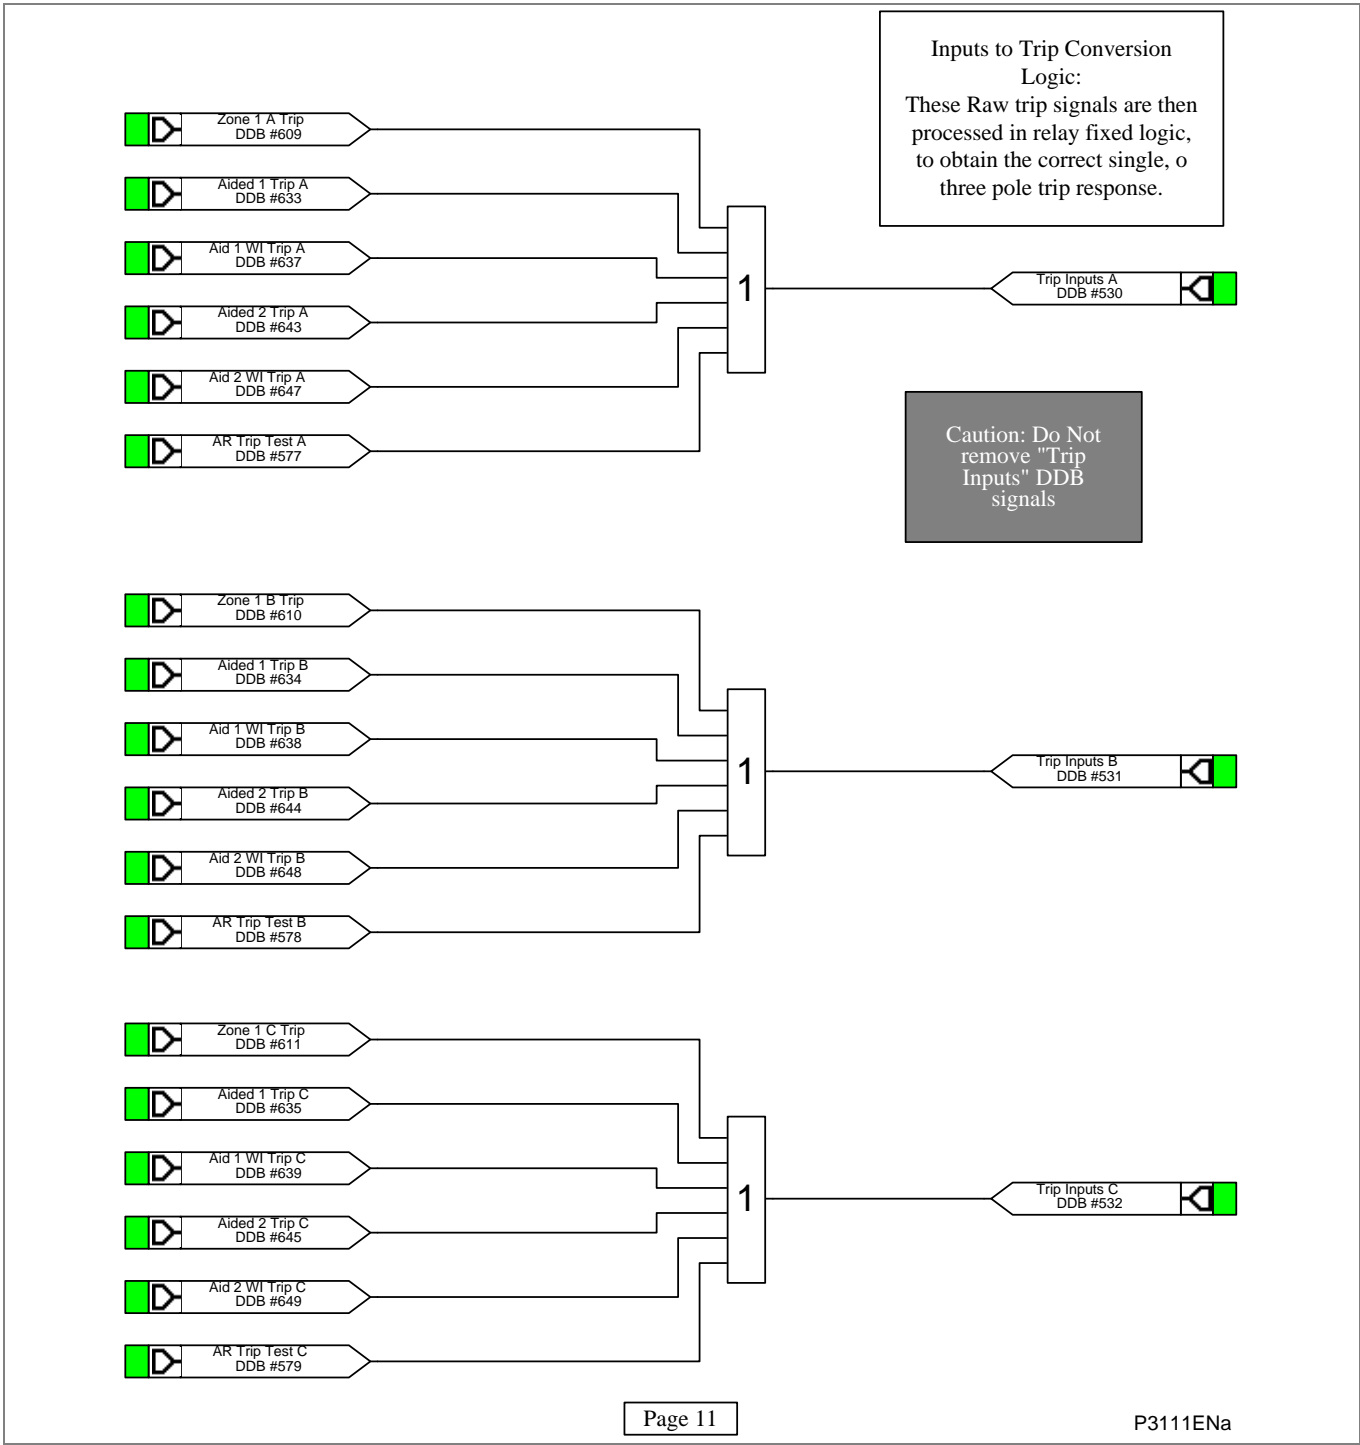 Inputs to Trip Conversion
Logic:
These Raw trip signals are then
processed in relay fixed logic,
to obtain the correct single, o
three pole trip response.
Zone 1 A Trip
DDB #609
Aided 1 Trip A
DDB #633
Aid 1 WI Trip A
DDB #637
Aided 2 Trip A
DDB #643
Aid 2 WI Trip A
DDB #647
AR Trip Test A
DDB #577
1
Trip Inputs A
DDB #530
Caution: Do Not
remove "Trip
Inputs" DDB
signals
Zone 1 B Trip
DDB #610
Aided 1 Trip B
DDB #634
Aid 1 WI Trip B
DDB #638
Aided 2 Trip B
DDB #644
Aid 2 WI Trip B
DDB #648
AR Trip Test B
DDB #578
1
Trip Inputs B
DDB #531
Zone 1 C Trip
DDB #611
Aided 1 Trip C
DDB #635
Aid 1 WI Trip C
DDB #639
Aided 2 Trip C
DDB #645
Aid 2 WI Trip C
DDB #649
AR Trip Test C
DDB #579
1
Trip Inputs C
DDB #532
Page 11
P3111ENa